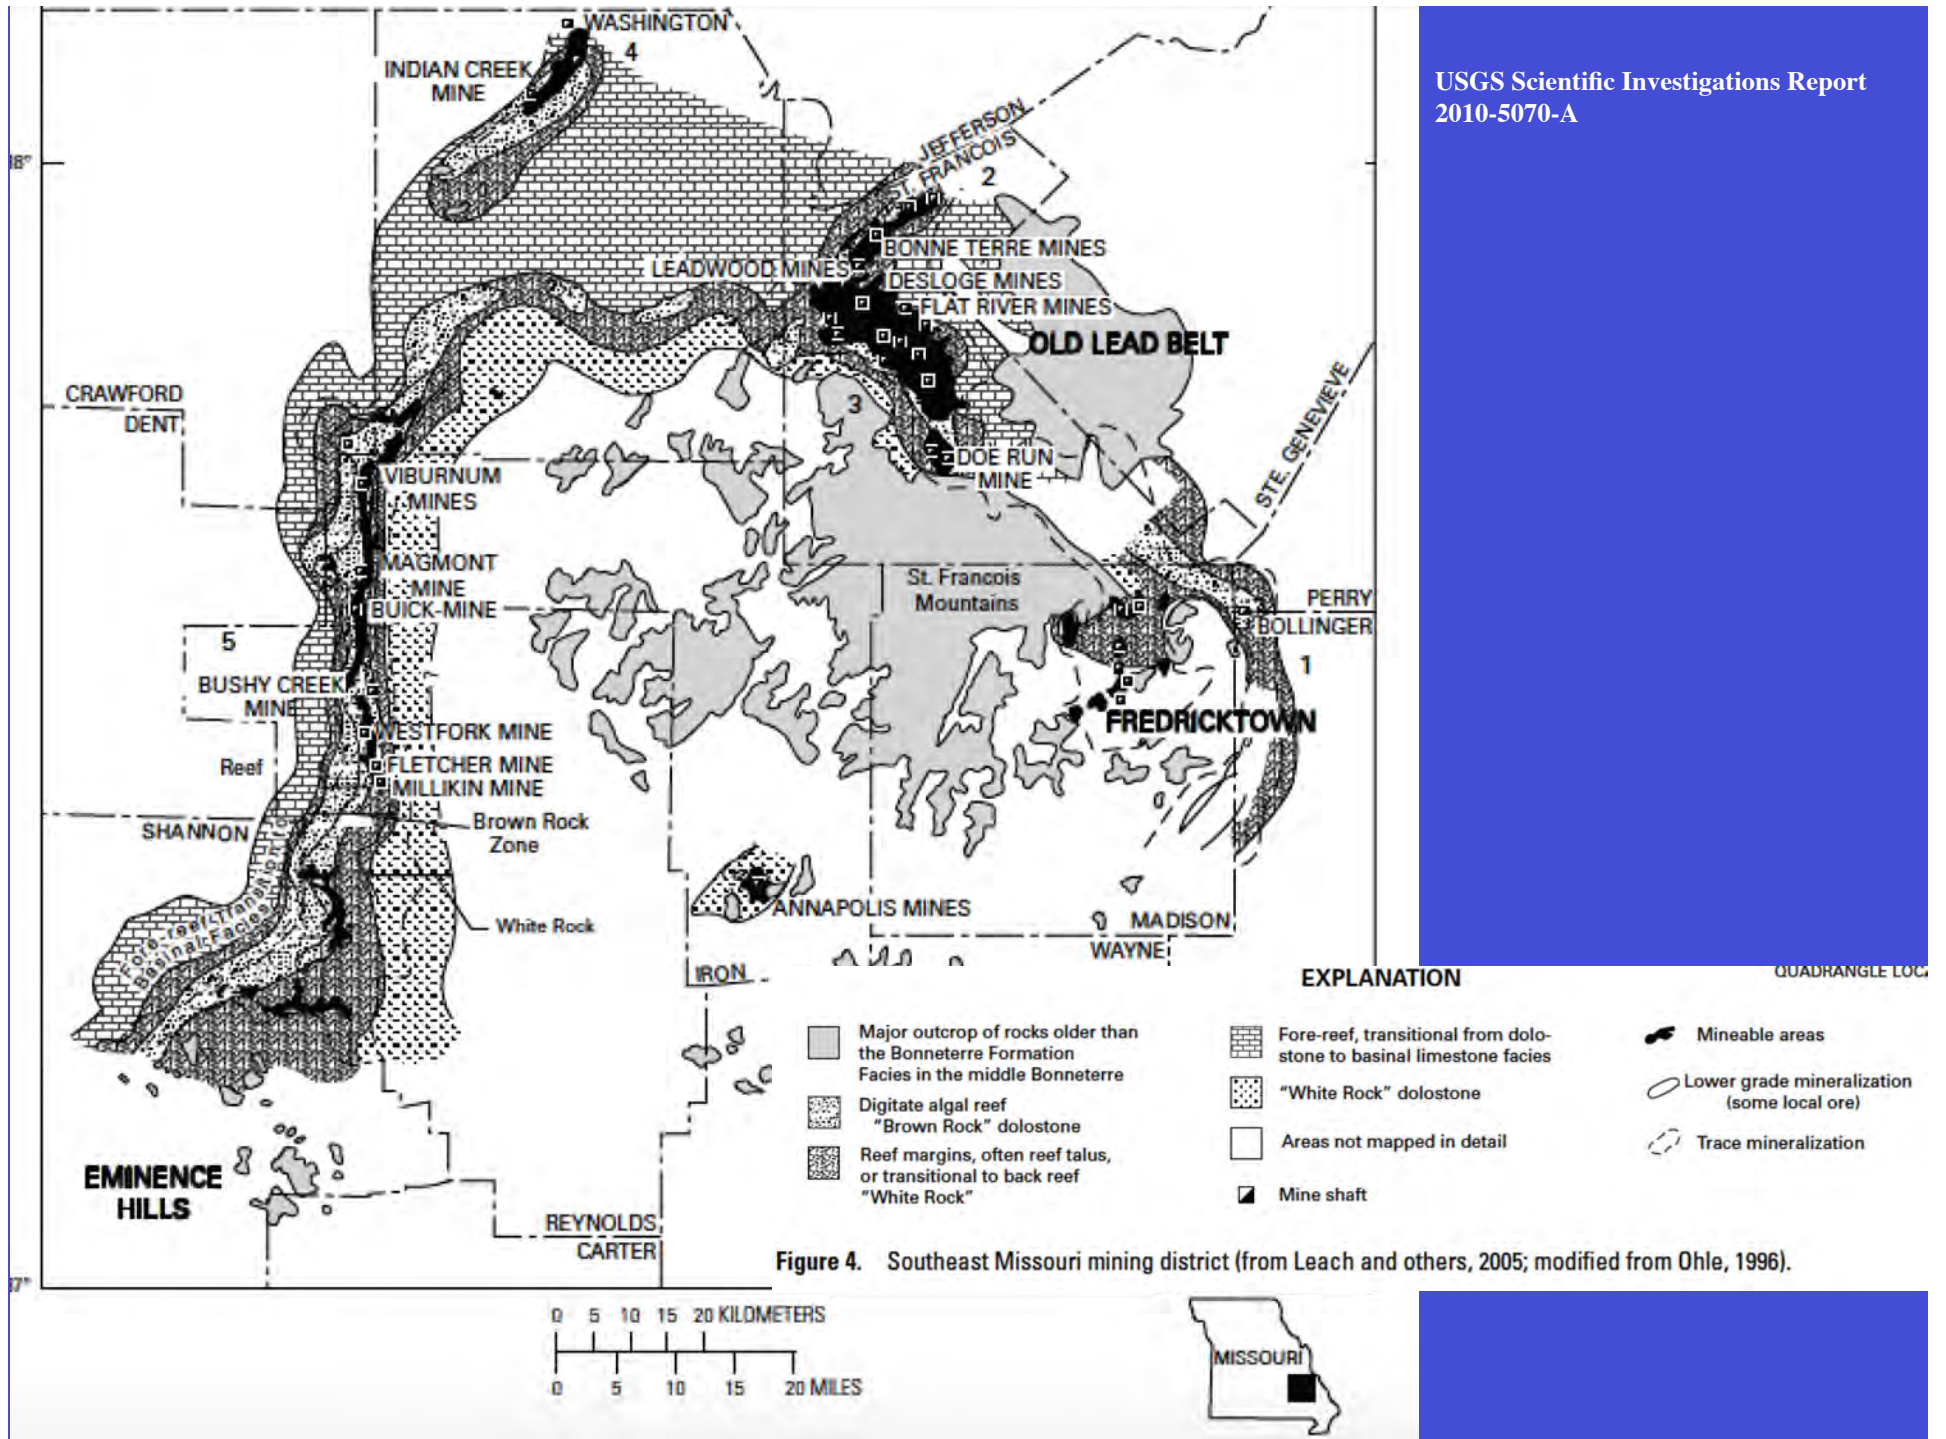 USGS Scientific Investigations Report
2010-5070-A
WASHINGTON
4
INDIAN CREEK
MINE
JEFFERSON
ST. FRANCOIS
2
BONNE TERRE MINES
LEADWOOD MINES
DESLOGE MINES
FLAT RIVER MINES
OLD LEAD BELT
STE. GENEVIEVE
CRAWFORD
DENT
3
DOE RUN
MINE
VIBURNUM
MINES
MAGMONT
MINE
BUICK-MINE
St. Francois
Mountains
PERRY
BOLLINGER
5
1
BUSHY CREEK
MINE
WESTFORK MINE
FREDRICKTOWN
Reef
FLETCHER MINE
MILLIKIN MINE
SHANNON
Brown Rock
Zone
Fore-reef, Transition to
Basinal Facies
White Rock
ANNAPOLIS MINES
MADISON
WAYNE
IRON
EMINENCE
HILLS
REYNOLDS
CARTER
EXPLANATION
Major outcrop of rocks older than
the Bonneterre Formation
Facies in the middle Bonneterre
Digitate algal reef
"Brown Rock" dolostone
Reef margins, often reef talus,
or transitional to back reef
"White Rock"
Fore-reef, transitional from dolo-
stone to basinal limestone facies
"White Rock" dolostone
Areas not mapped in detail
Mine shaft
Mineable areas
Lower grade mineralization
(some local ore)
Trace mineralization
Figure 4. Southeast Missouri mining district (from Leach and others, 2005; modified from Ohle, 1996).
0 5 10 15 20 KILOMETERS
0 5 10 15 20 MILES
MISSOURI